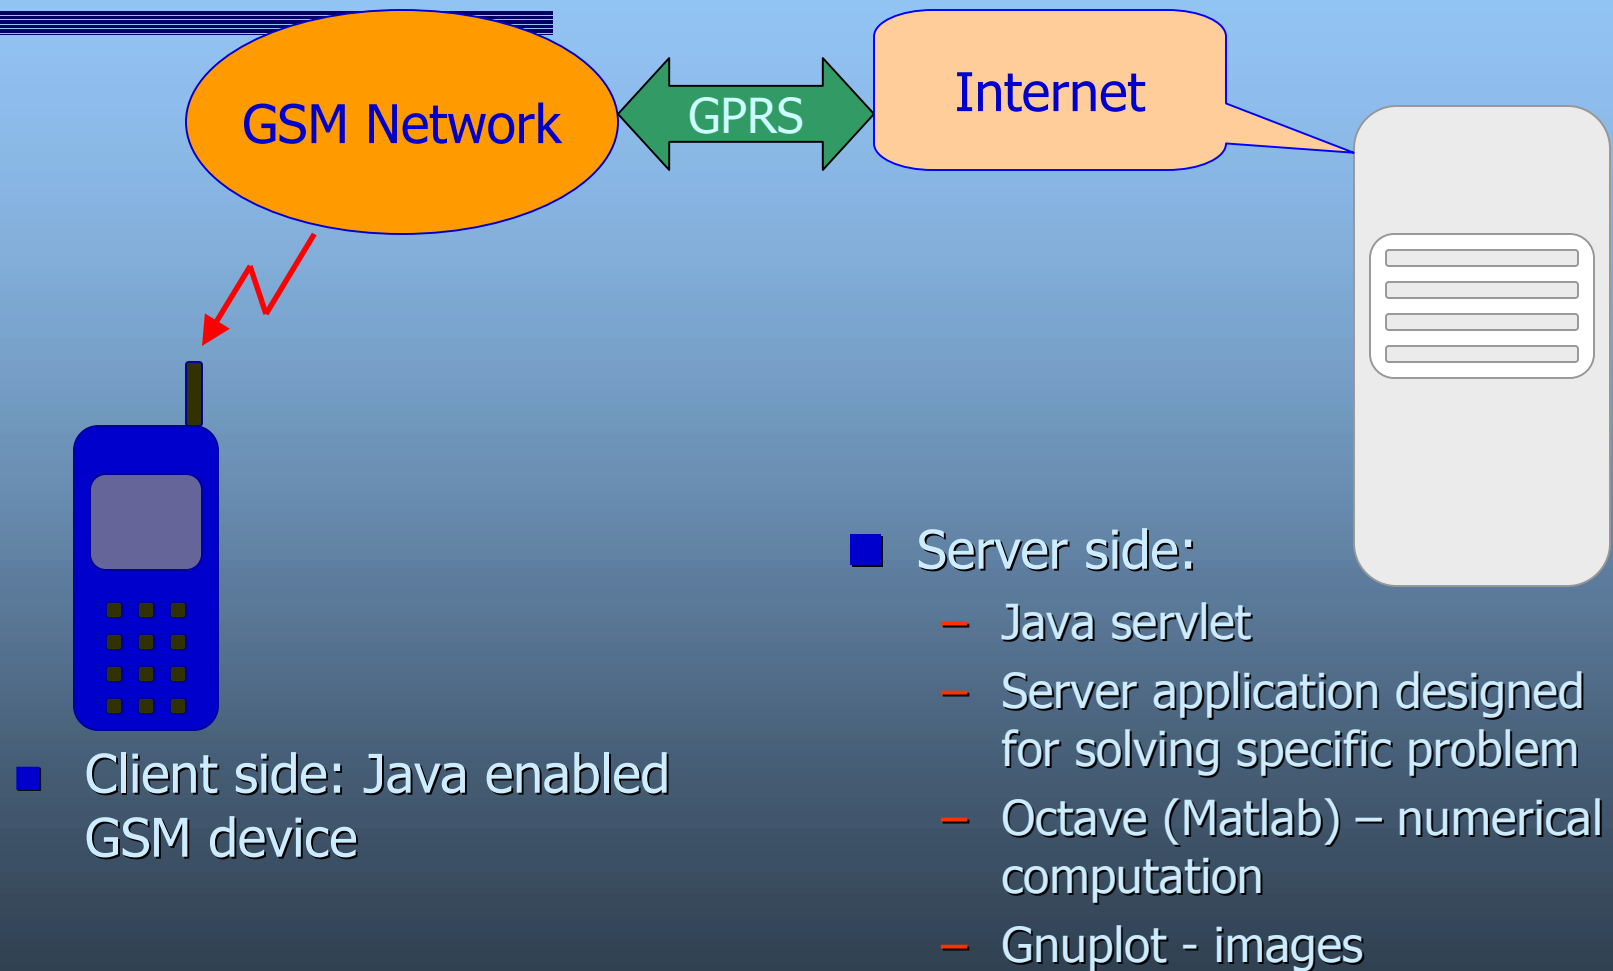 GSM Network
GPRS
Internet
Client side: Java enabled
GSM device
Server side:
– Java servlet
– Server application designed
for solving specific problem
– Octave (Matlab) – numerical
computation
– Gnuplot - images